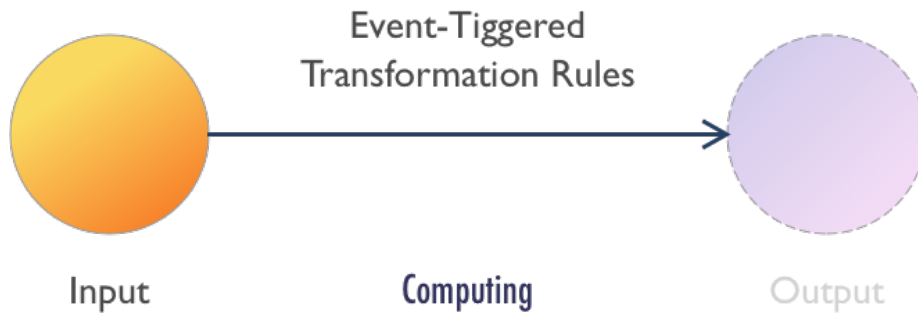 Event-Tiggered
Transformation Rules
Input
Computing
Output